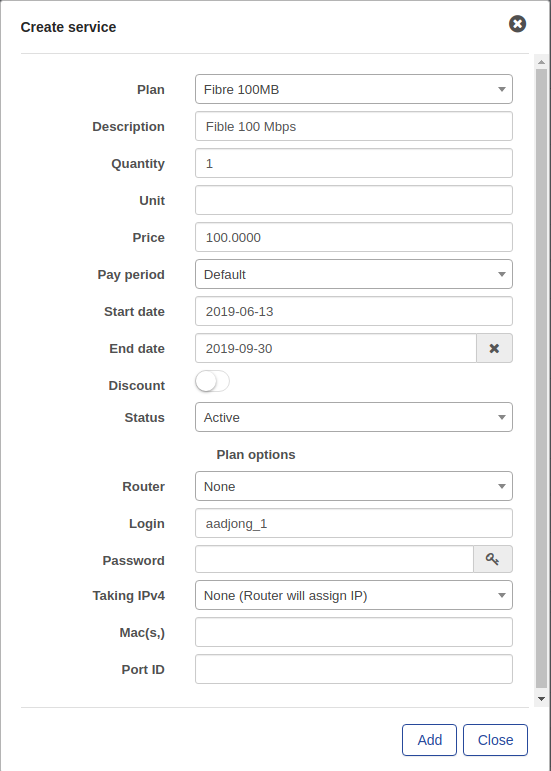 Create service
Plan Fibre 100MB
Description Fible 100 Mbps
Quantity 1
Unit
Price 100.0000
Pay period Default
Start date 2019-06-13
End date 2019-09-30
Discount
Status Active
Plan options
Router None
Login aadjong_1
Password
Taking IPv4 None (Router will assign IP)
Mac(s,)
Port ID
Add Close